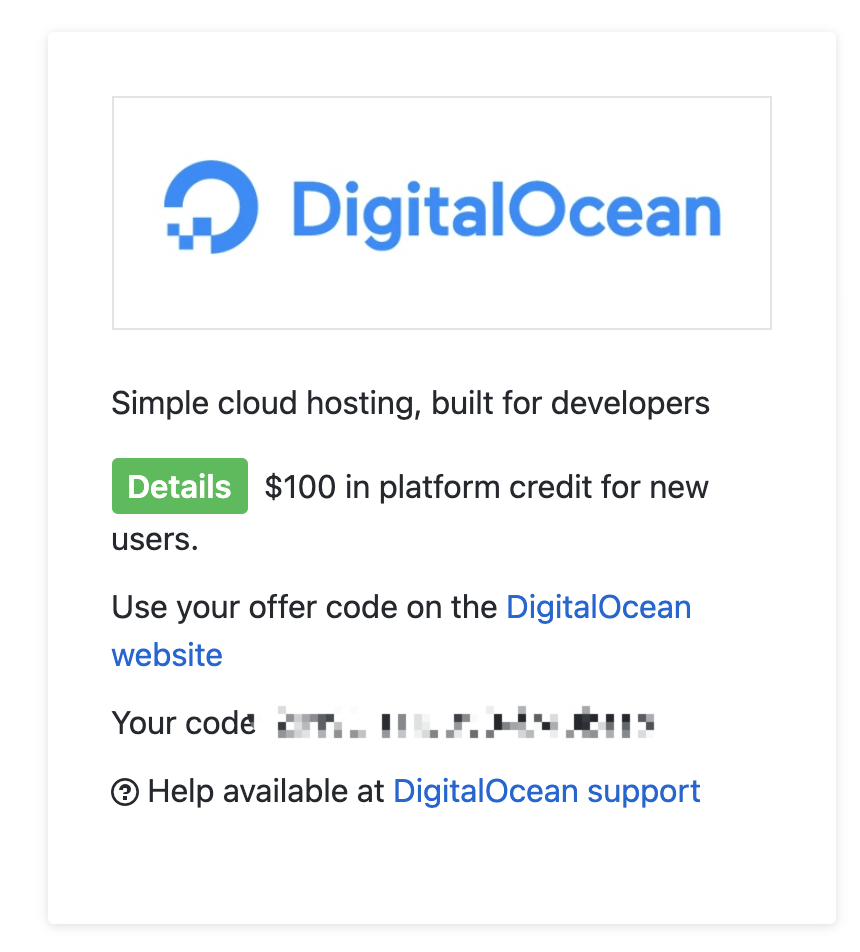 DigitalOcean
Simple cloud hosting, built for developers
Details $100 in platform credit for new
users.
Use your offer code on the DigitalOcean
website
Your code
? Help available at DigitalOcean support